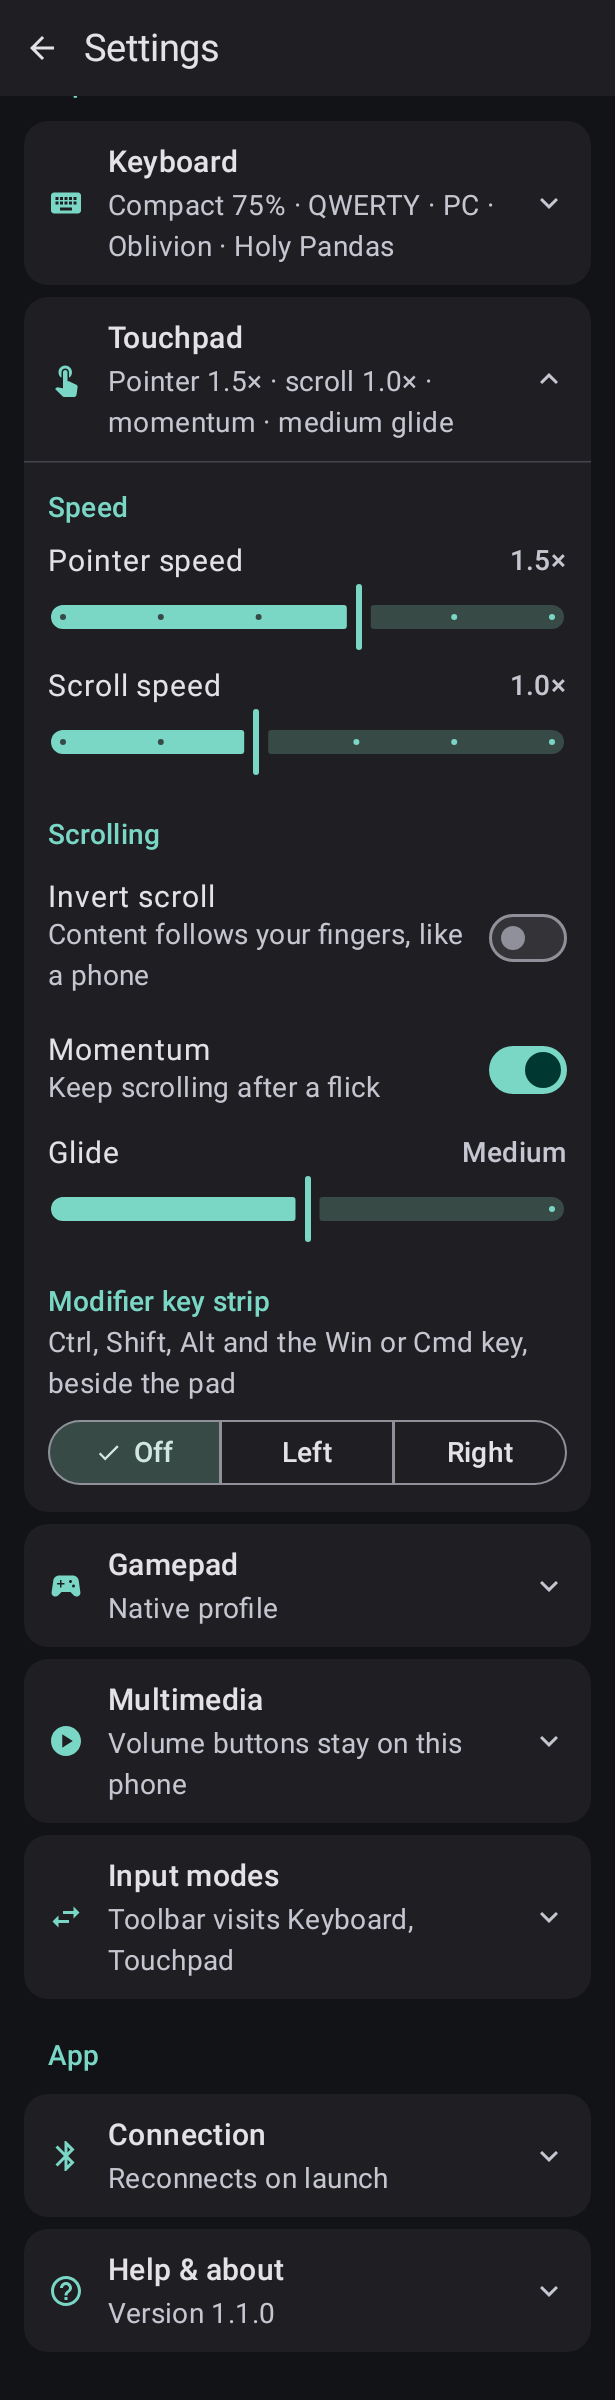 Settings
Keyboard
Compact 75% · QWERTY · PC ·
Oblivion · Holy Pandas
Touchpad
Pointer 1.5× · scroll 1.0× ·
momentum · medium glide
Speed
Pointer speed
1.5×
Scroll speed
1.0×
Scrolling
Invert scroll
Content follows your fingers, like
a phone
Momentum
Keep scrolling after a flick
Glide
Medium
Modifier key strip
Ctrl, Shift, Alt and the Win or Cmd key,
beside the pad
Off
Left
Right
Gamepad
Native profile
Multimedia
Volume buttons stay on this
phone
Input modes
Toolbar visits Keyboard,
Touchpad
App
Connection
Reconnects on launch
Help & about
Version 1.1.0